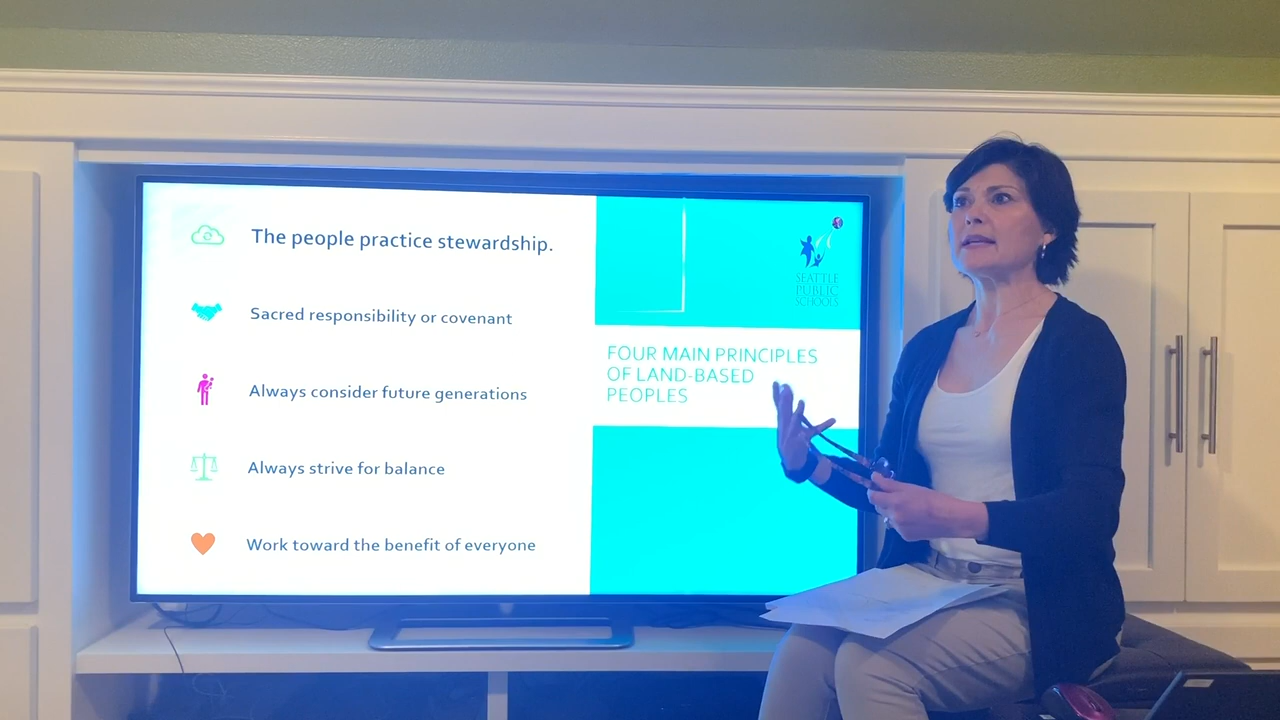 The people practice stewardship.
Sacred responsibility or covenant
Always consider future generations
Always strive for balance
Work toward the benefit of everyone
SEATTLE
PUBLIC
SCHOOLS
FOUR MAIN PRINCIPLES
OF LAND-BASED
PEOPLES